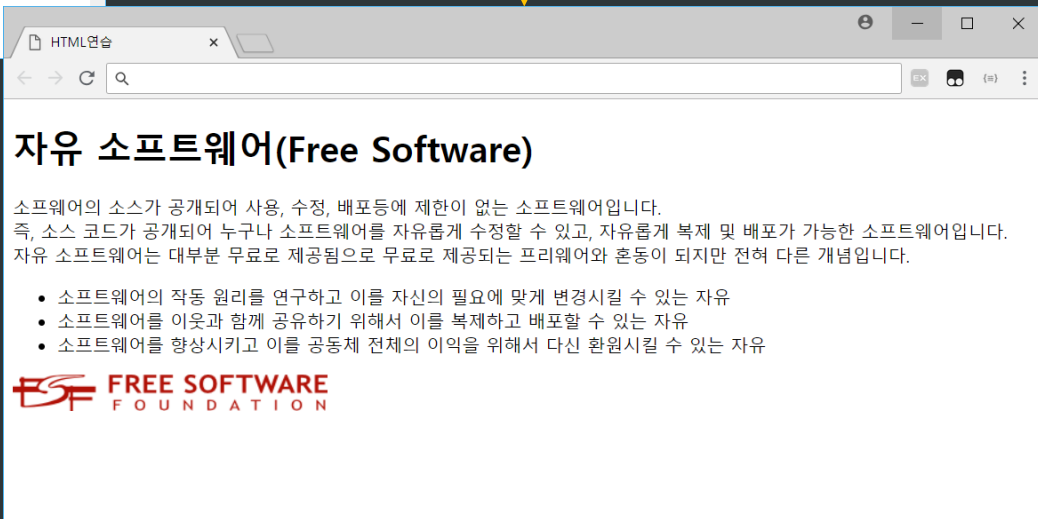 HTML연습
EX
{=}
자유 소프트웨어(Free Software)
소프웨어의 소스가 공개되어 사용, 수정, 배포등에 제한이 없는 소프트웨어입니다.
즉, 소스 코드가 공개되어 누구나 소프트웨어를 자유롭게 수정할 수 있고, 자유롭게 복제 및 배포가 가능한 소프트웨어입니다.
자유 소프트웨어는 대부분 무료로 제공됨으로 무료로 제공되는 프리웨어와 혼동이 되지만 전혀 다른 개념입니다.
• 소프트웨어의 작동 원리를 연구하고 이를 자신의 필요에 맞게 변경시킬 수 있는 자유
• 소프트웨어를 이웃과 함께 공유하기 위해서 이를 복제하고 배포할 수 있는 자유
• 소프트웨어를 향상시키고 이를 공동체 전체의 이익을 위해서 다신 환원시킬 수 있는 자유
FSF FREE SOFTWARE
FOUNDATION